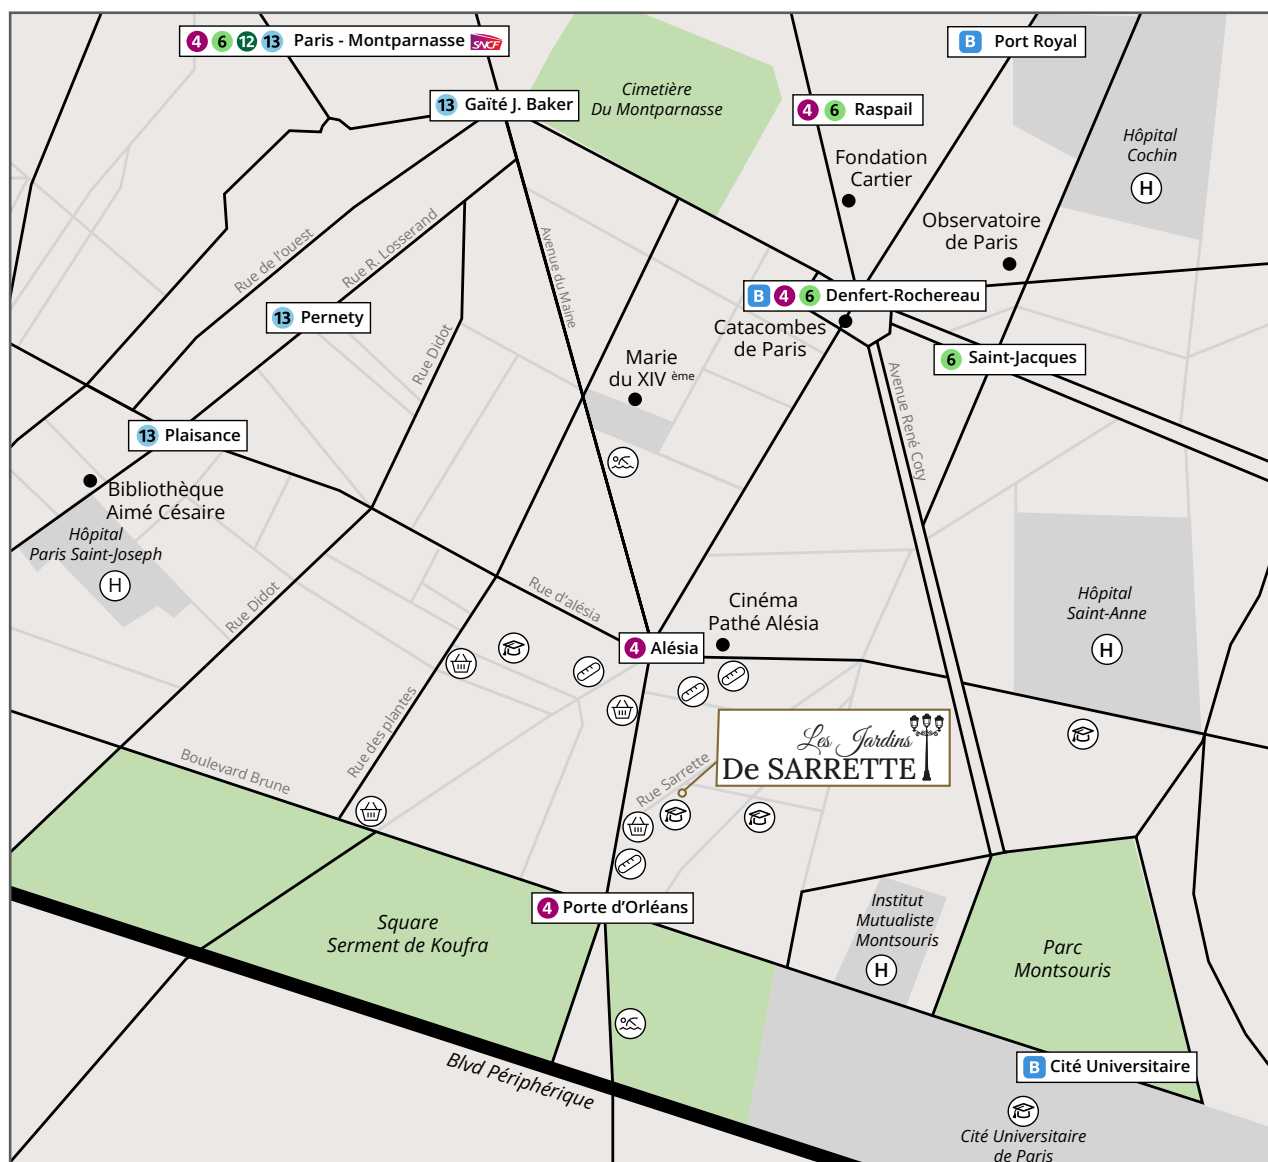 4 6 12 13 Paris - Montparnasse SNCF
B Port Royal
13 Gaïté J. Baker
Cimetière
Du Montparnasse
4 6 Raspail
Hôpital
Cochin
H
Fondation
Cartier
Observatoire
de Paris
Rue de l'ouest
Rue R. Losserand
Avenue du Maine
B 4 6 Denfert-Rochereau
13 Pernety
Catacombes
de Paris
Rue Didot
Marie
du XIV ème
6 Saint-Jacques
Avenue René Coty
13 Plaisance
Bibliothèque
Aimé Césaire
Hôpital
Paris Saint-Joseph
H
Rue Didot
Rue d'alésia
Cinéma
Pathé Alésia
Hôpital
Saint-Anne
H
4 Alésia
Rue des plantes
Boulevard Brune
Rue Sarrette
Les Jardins
De SARRETTE
4 Porte d'Orléans
Institut
Mutualiste
Montsouris
H
Square
Serment de Koufra
Parc
Montsouris
Blvd Périphérique
B Cité Universitaire
Cité Universitaire
de Paris